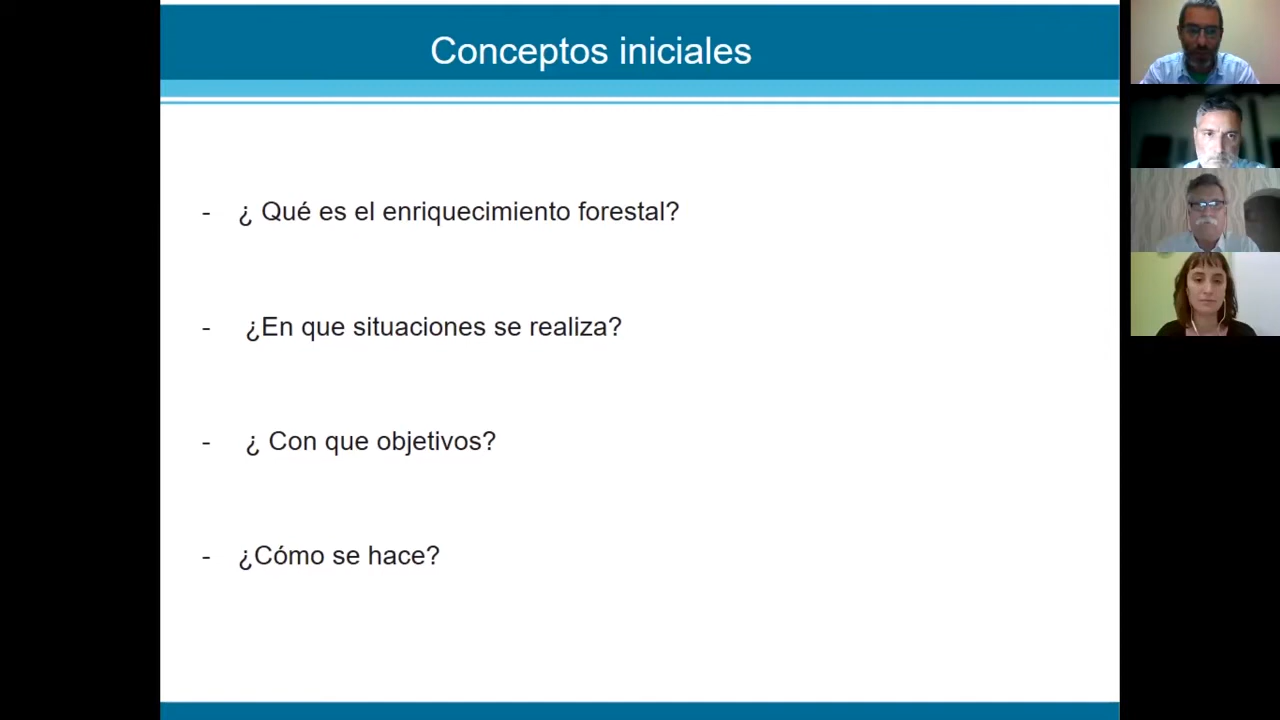 Conceptos iniciales
- ¿ Qué es el enriquecimiento forestal?
- ¿En que situaciones se realiza?
- ¿ Con que objetivos?
- ¿Cómo se hace?